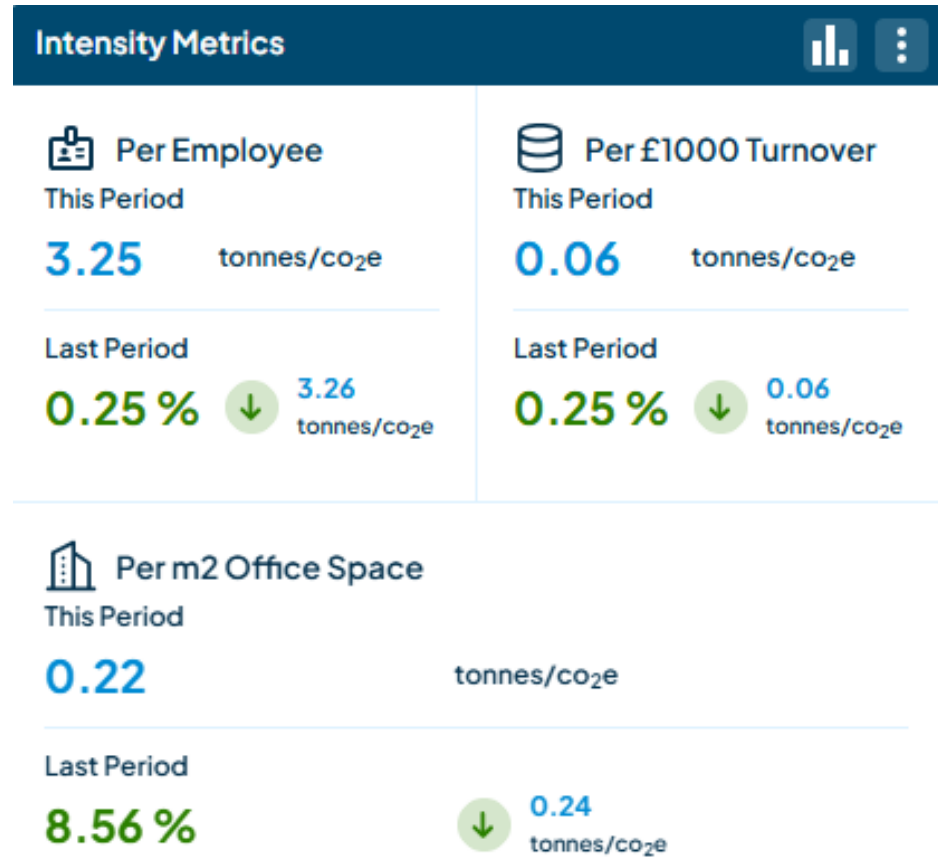 Intensity Metrics
Per Employee
This Period
3.25 tonnes/co₂e
Last Period
0.25 % 3.26
tonnes/co₂e
Per £1000 Turnover
This Period
0.06 tonnes/co₂e
Last Period
0.25 % 0.06
tonnes/co₂e
Per m2 Office Space
This Period
0.22 tonnes/co₂e
Last Period
8.56 % 0.24
tonnes/co₂e